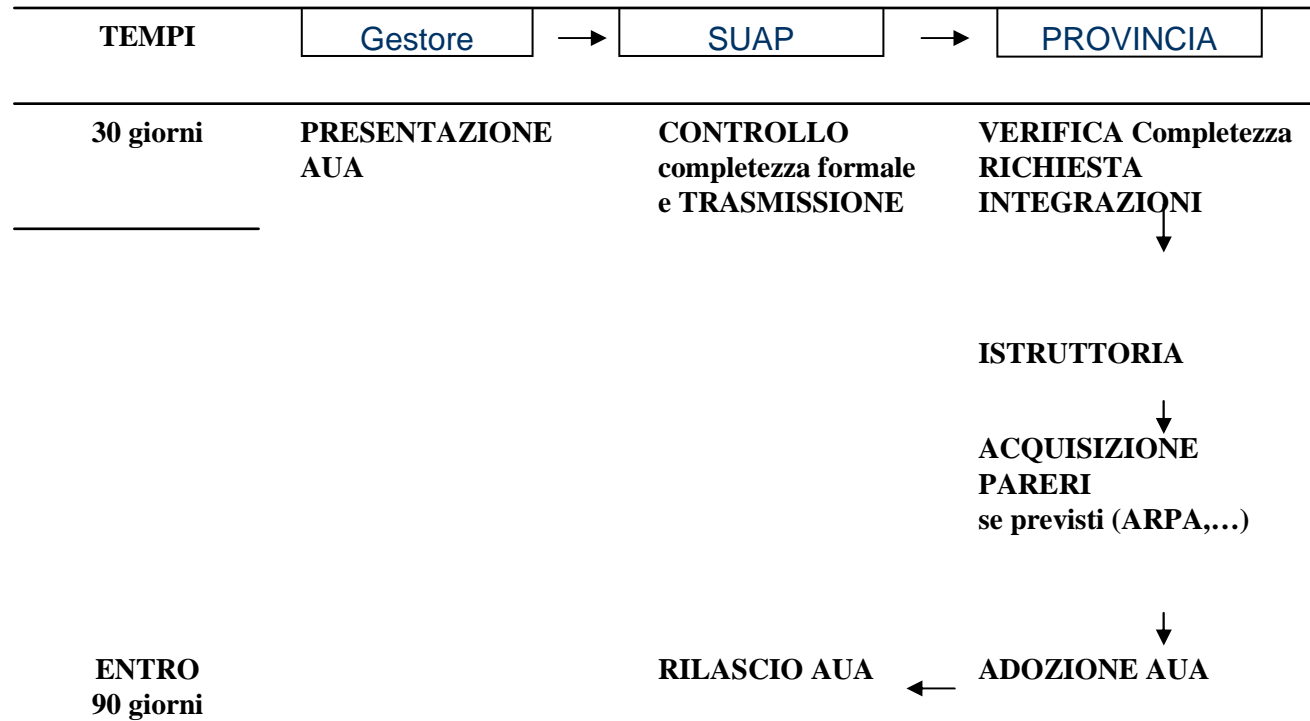 TEMPI
Gestore
SUAP
PROVINCIA
30 giorni
PRESENTAZIONE
AUA
CONTROLLO
completezza formale
e TRASMISSIONE
VERIFICA Completezza
RICHIESTA
INTEGRAZIONI
ISTRUTTORIA
ACQUISIZIONE
PARERI
se previsti (ARPA,…)
ENTRO
90 giorni
RILASCIO AUA
ADOZIONE AUA